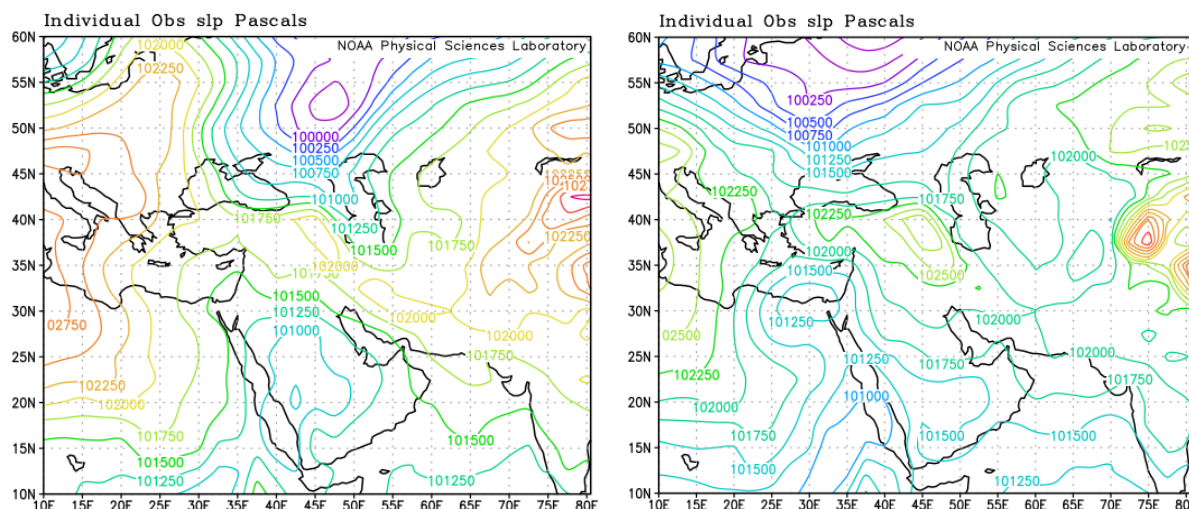 Individual Obs slp Pascals
NOAA Physical Sciences Laboratory
60N
55N
50N
45N
40N
35N
30N
25N
20N
15N
10N
10E 15E 20E 25E 30E 35E 40E 45E 50E 55E 60E 65E 70E 75E 80E
102000
102250
100000
100250
100500
100750
101000
101750
101250
101500
101750
102250
102000
101500
101250
101000
02750
102000
101750
102250
102000
101750
101500
101500
101250
101250
Individual Obs slp Pascals
NOAA Physical Sciences Laboratory
60N
55N
50N
45N
40N
35N
30N
25N
20N
15N
10N
10E 15E 20E 25E 30E 35E 40E 45E 50E 55E 60E 65E 70E 75E
100250
100500
100750
101000
101250
101500
102000
102250
101750
102250
102000
101500
102500
101250
102000
02500
101250
101750
102000
102250
101000
101750
102000
101750
101500
101500
101500
101250
101250